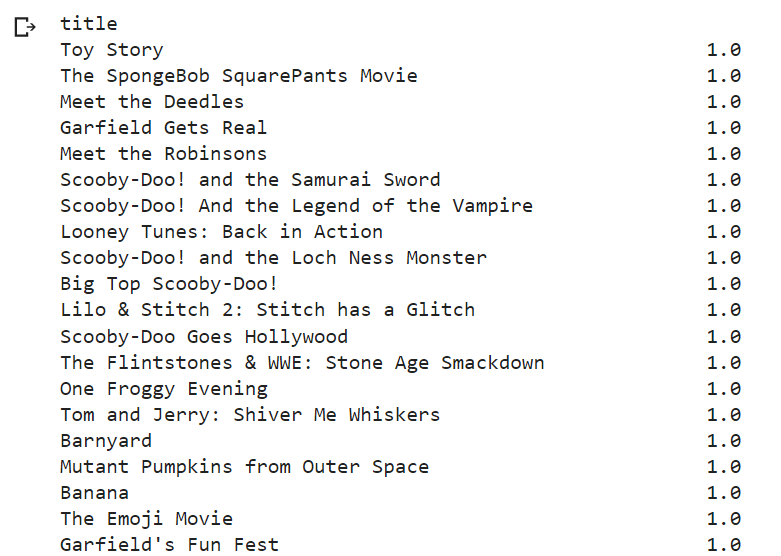 title
Toy Story 1.0
The SpongeBob SquarePants Movie 1.0
Meet the Deedles 1.0
Garfield Gets Real 1.0
Meet the Robinsons 1.0
Scooby-Doo! and the Samurai Sword 1.0
Scooby-Doo! And the Legend of the Vampire 1.0
Looney Tunes: Back in Action 1.0
Scooby-Doo! and the Loch Ness Monster 1.0
Big Top Scooby-Doo! 1.0
Lilo & Stitch 2: Stitch has a Glitch 1.0
Scooby-Doo Goes Hollywood 1.0
The Flintstones & WWE: Stone Age Smackdown 1.0
One Froggy Evening 1.0
Tom and Jerry: Shiver Me Whiskers 1.0
Barnyard 1.0
Mutant Pumpkins from Outer Space 1.0
Banana 1.0
The Emoji Movie 1.0
Garfield's Fun Fest 1.0